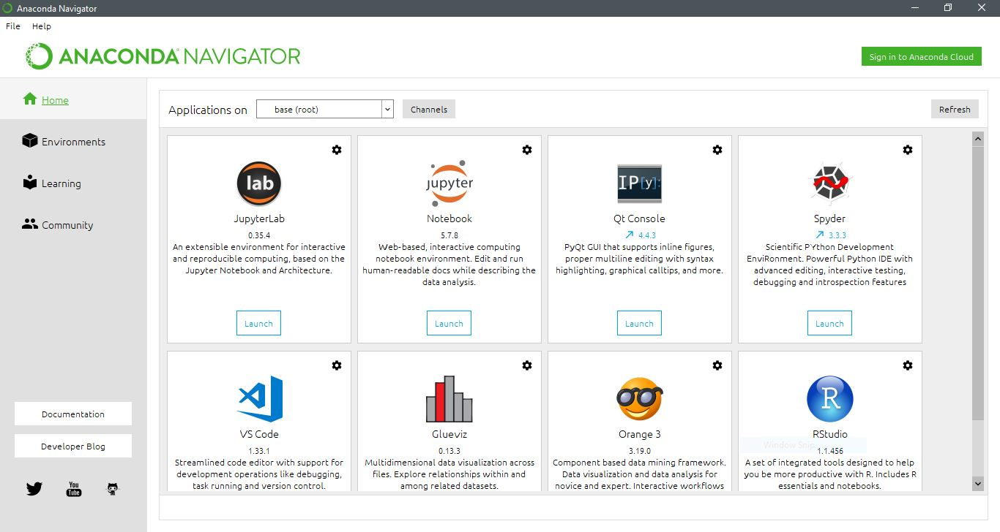 Anaconda Navigator
File Help
ANACONDA NAVIGATOR
Sign in to Anaconda Cloud
Home
Environments
Learning
Community
Documentation
Developer Blog
You
Tube
Applications on base (root) Channels Refresh
lab
JupyterLab
0.35.4
An extensible environment for interactive
and reproducible computing, based on the
Jupyter Notebook and Architecture.
Launch
jupyter
Notebook
5.7.8
Web-based, interactive computing
notebook environment. Edit and run
human-readable docs while describing the
data analysis.
Launch
IP[y]:
Qt Console
4.4.3
PyQt GUI that supports inline figures,
proper multiline editing with syntax
highlighting, graphical calltips, and more.
Launch
Spyder
3.3.3
Scientific PYthon Development
EnviRonment. Powerful Python IDE with
advanced editing, interactive testing,
debugging and introspection features
Launch
VS Code
1.33.1
Streamlined code editor with support for
development operations like debugging,
task running and version control.
Glueviz
0.13.3
Multidimensional data visualization across
files. Explore relationships within and
among related datasets.
Orange 3
3.19.0
Component based data mining framework.
Data visualization and data analysis for
novice and expert. Interactive workflows
R
RStudio
Window Snip
1.1.456
A set of integrated tools designed to help
you be more productive with R. Includes R
essentials and notebooks.